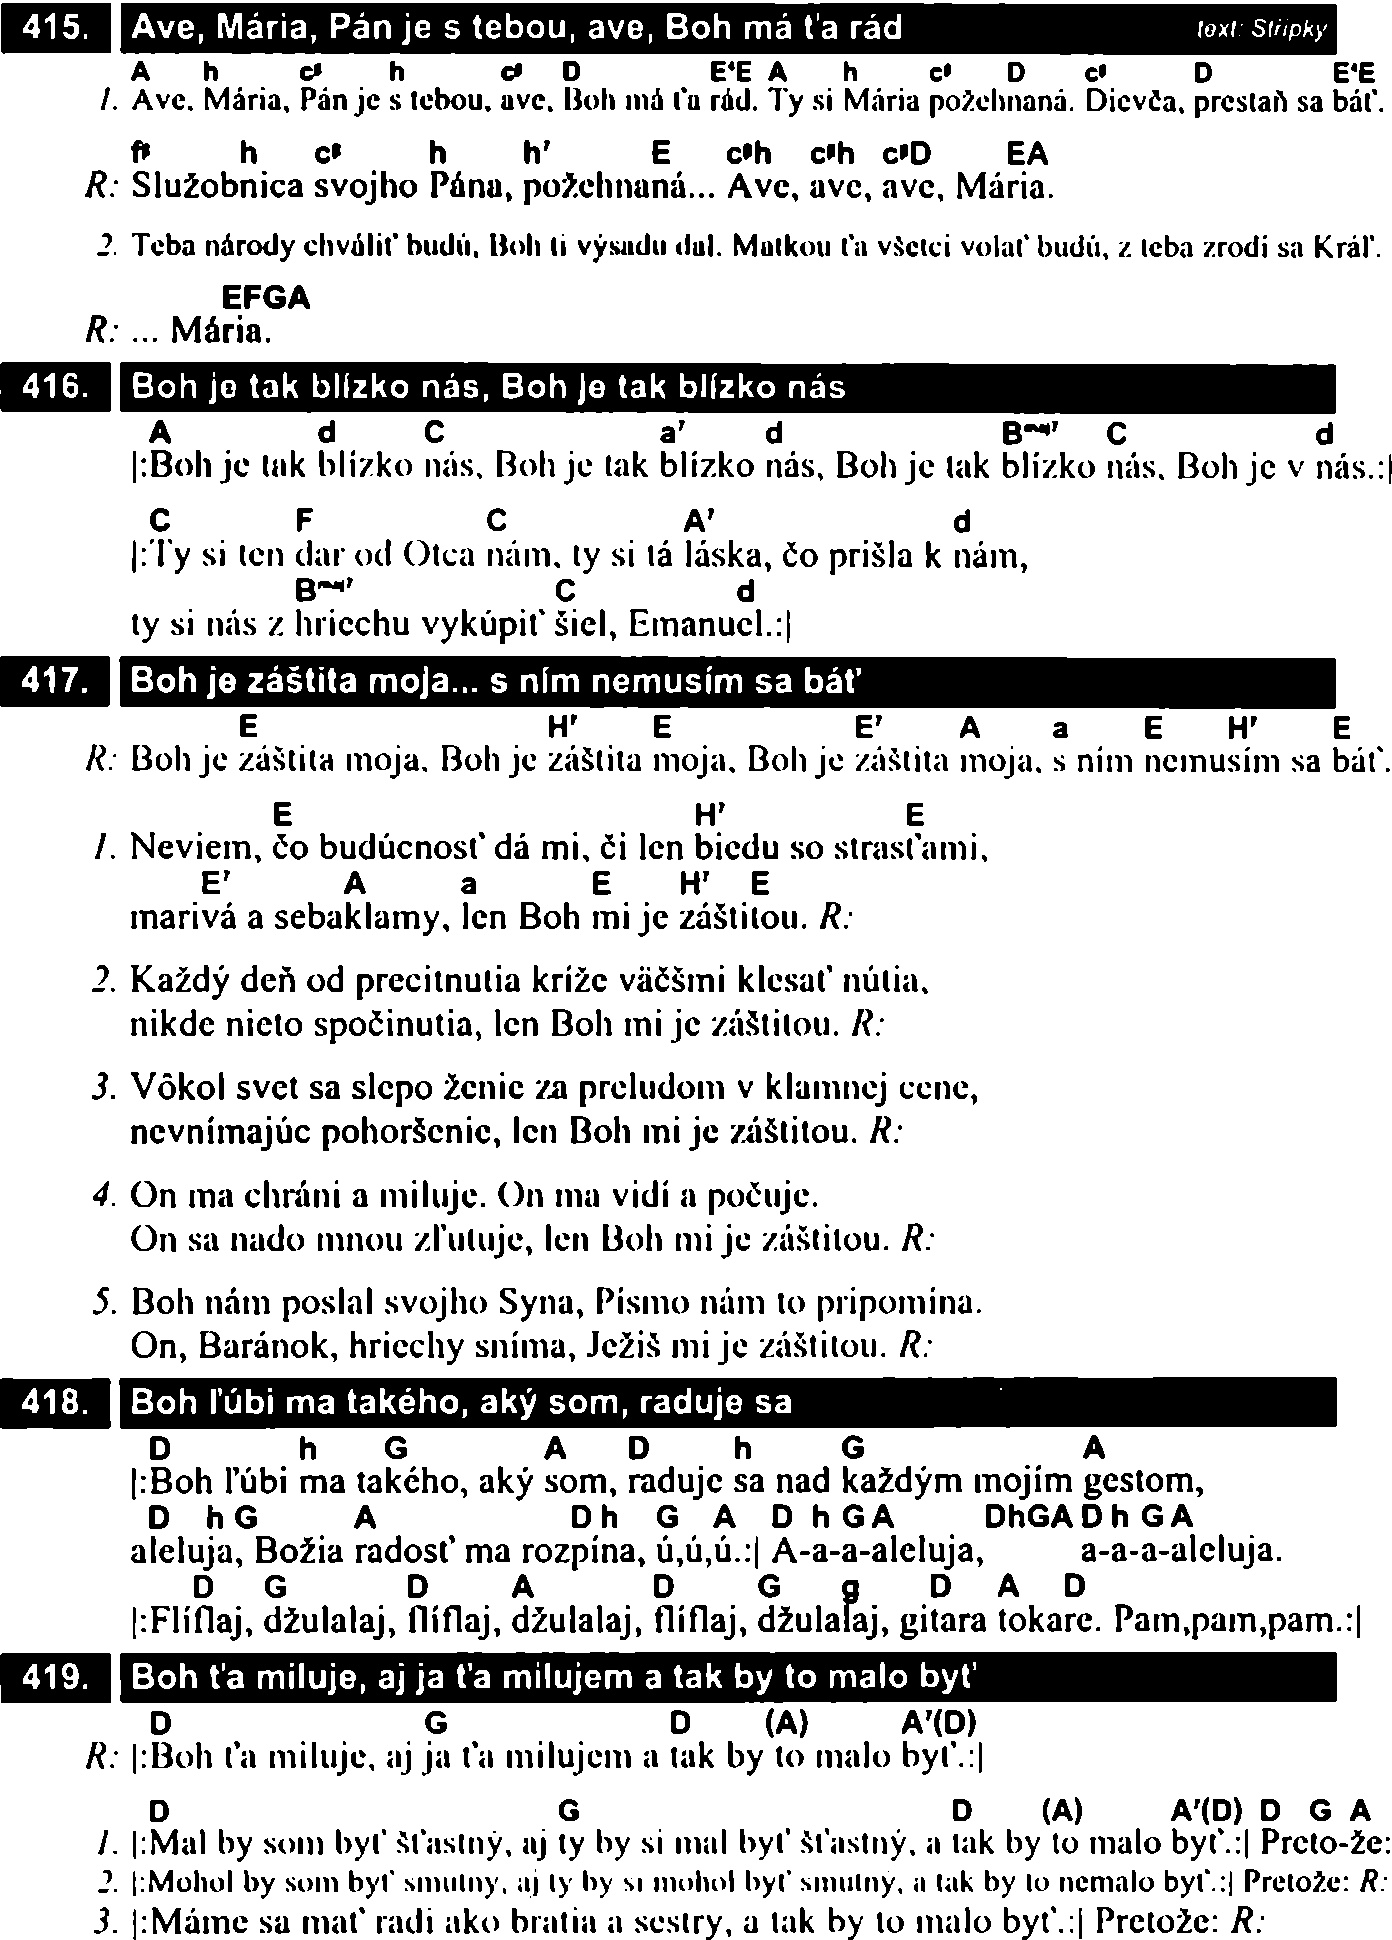 415. Ave, Mária, Pán je s tebou, ave, Boh má ťa rád text: Střípky
A h c# h c# D E⁴E A h c# D c# D E⁴E
1. Ave, Mária, Pán je s tebou, ave, Boh má ťa rád. Ty si Mária požehnaná. Dievča, prestaň sa báť.
f# h c# h h⁷ E c#h c#h c#D EA
R: Služobnica svojho Pána, požehnaná... Ave, ave, ave, Mária.
2. Teba národy chváliť budú, Boh ti výsadu dal. Matkou ťa všetci volať budú, z teba zrodí sa Kráľ.
EFGA
R: ... Mária.
416. Boh je tak blízko nás, Boh je tak blízko nás
A d C a⁷ d Bmaj⁷ C d
|:Boh je tak blízko nás, Boh je tak blízko nás, Boh je tak blízko nás, Boh je v nás.:|
C F C A⁷ d
|:Ty si ten dar od Otca nám, ty si tá láska, čo prišla k nám,
Bmaj⁷ C d
ty si nás z hriechu vykúpiť šiel, Emanuel.:|
417. Boh je záštita moja... s ním nemusím sa báť
E H⁷ E E⁷ A a E H⁷ E
R: Boh je záštita moja, Boh je záštita moja, Boh je záštita moja, s ním nemusím sa báť.
E H⁷ E
1. Neviem, čo budúcnosť dá mi, či len biedu so strasťami,
E⁷ A a E H⁷ E
marivá a sebaklamy, len Boh mi je záštitou. R:
2. Každý deň od precitnutia kríže väčšmi klesať nútia,
nikde nieto spočinutia, len Boh mi je záštitou. R:
3. Vôkol svet sa slepo ženie za preludom v klamnej cene,
nevnímajúc pohoršenie, len Boh mi je záštitou. R:
4. On ma chráni a miluje. On ma vidí a počuje.
On sa nado mnou zľutuje, len Boh mi je záštitou. R:
5. Boh nám poslal svojho Syna, Písmo nám to pripomína.
On, Baránok, hriechy sníma, Ježiš mi je záštitou. R:
418. Boh ľúbi ma takého, aký som, raduje sa
D h G A D h G A
|:Boh ľúbi ma takého, aký som, raduje sa nad každým mojím gestom,
D h G A D h G A D h G A DhGA D h G A
aleluja, Božia radosť ma rozpína, ú,ú,ú.:| A-a-a-aleluja, a-a-a-aleluja.
D G D A D G g D A D
|:Flíflaj, džulalaj, flíflaj, džulalaj, flíflaj, džulalaj, gitara tokare. Pam,pam,pam.:|
419. Boh ťa miluje, aj ja ťa milujem a tak by to malo byť
D G D (A) A⁷(D)
R: |:Boh ťa miluje, aj ja ťa milujem a tak by to malo byť.:|
D G D (A) A⁷(D) D G A
1. |:Mal by som byť šťastný, aj ty by si mal byť šťastný, a tak by to malo byť.:| Preto-že:
2. |:Mohol by som byť smutný, aj ty by si mohol byť smutný, a tak by to nemalo byť.:| Pretože: R:
3. |:Máme sa mať radi ako bratia a sestry, a tak by to malo byť.:| Pretože: R: